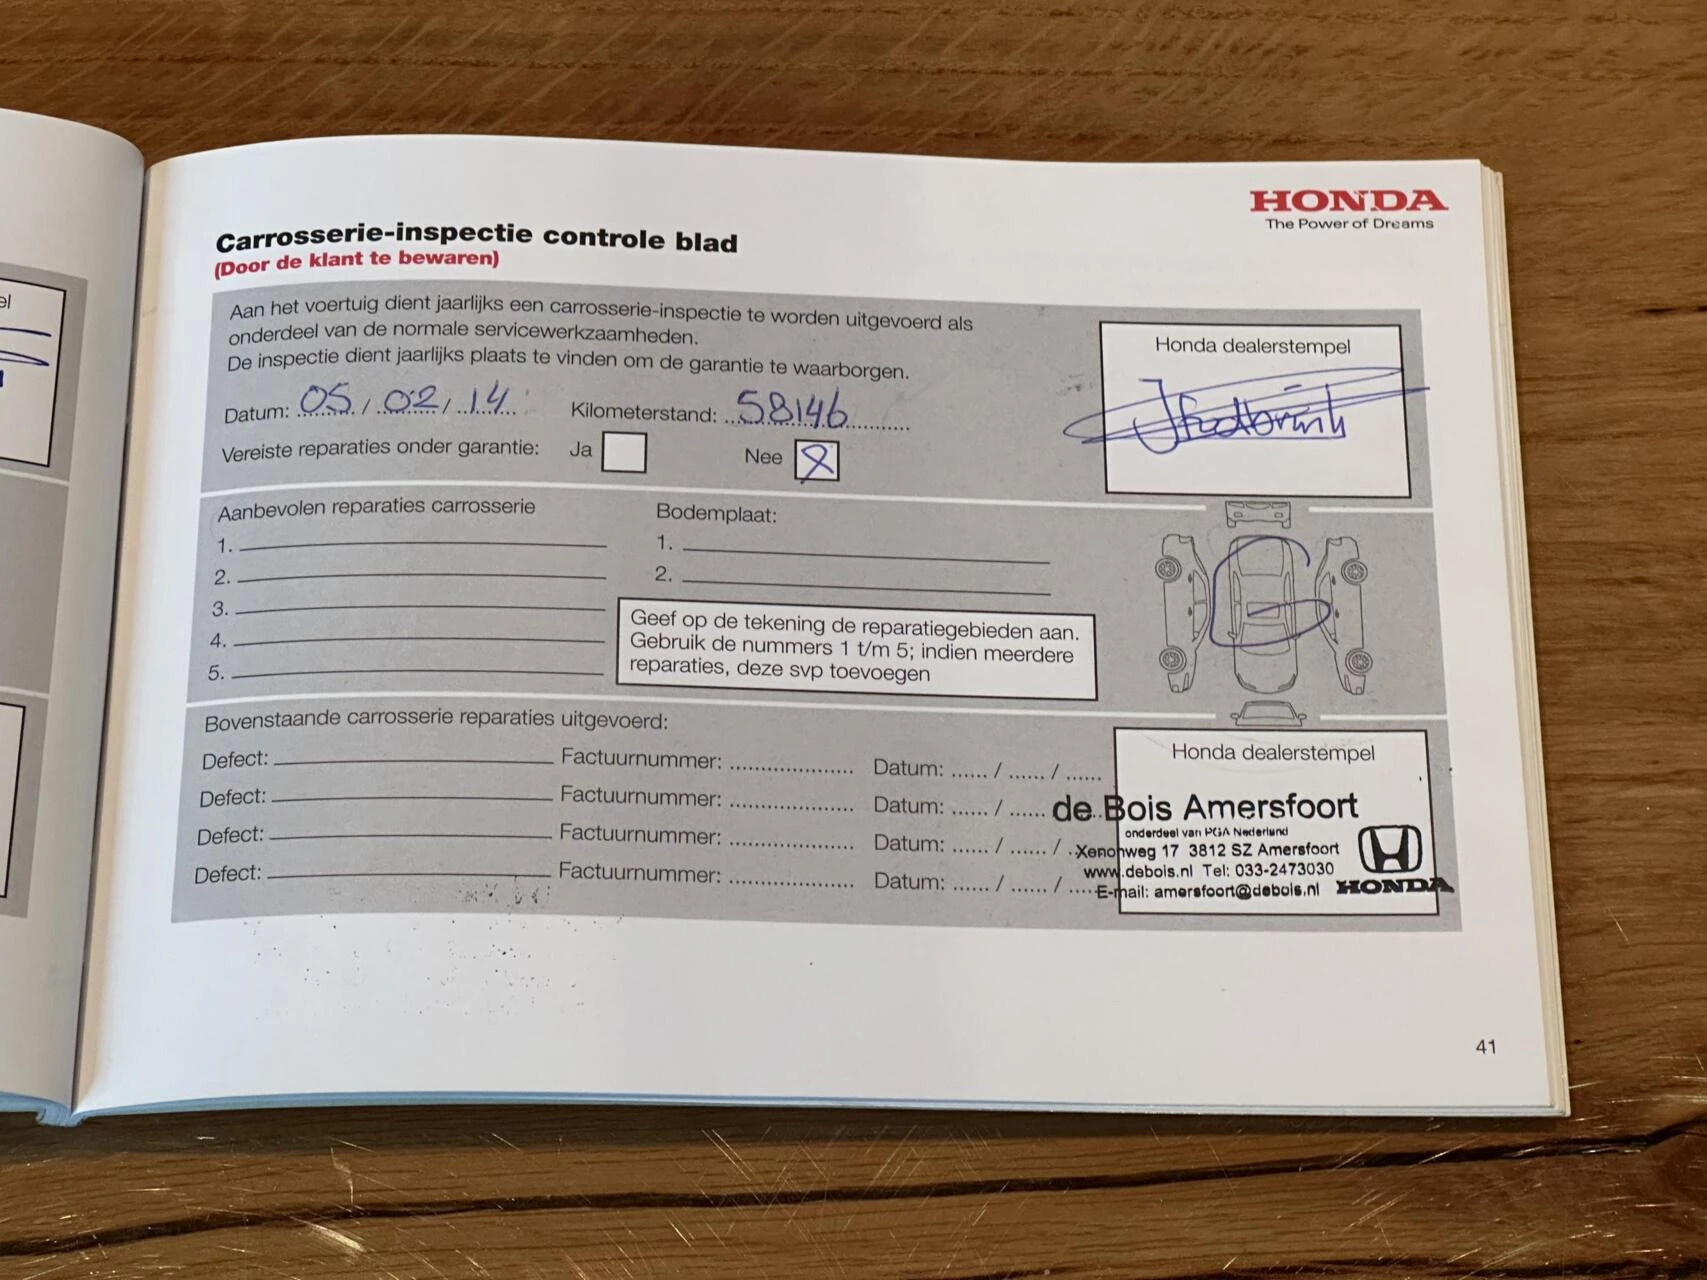 HONDA
The Power of Dreams
Carrosserie-inspectie controle blad
(Door de klant te bewaren)
Aan het voertuig dient jaarlijks een carrosserie-inspectie te worden uitgevoerd als
onderdeel van de normale servicewerkzaamheden.
De inspectie dient jaarlijks plaats te vinden om de garantie te waarborgen.
Honda dealerstempel
Datum: 05 / 02 / 14 Kilometerstand: 58146
Vereiste reparaties onder garantie: Ja Nee X
Aanbevolen reparaties carrosserie
1.
2.
3.
4.
5.
Bodemplaat:
1.
2.
Geef op de tekening de reparatiegebieden aan.
Gebruik de nummers 1 t/m 5; indien meerdere
reparaties, deze svp toevoegen
Bovenstaande carrosserie reparaties uitgevoerd:
Defect: Factuurnummer: .................... Datum: ...... / ...... / ......
Defect: Factuurnummer: .................... Datum: ...... / ......
Defect: Factuurnummer: .................... Datum: ...... / ...... /
Defect: Factuurnummer: .................... Datum: ...... / ...... / ......
Honda dealerstempel
de Bois Amersfoort
onderdeel van PGA Nederland
Xenonweg 17 3812 SZ Amersfoort
www.debois.nl Tel: 033-2473030
E-mail: amersfoort@debois.nl HONDA
41
el